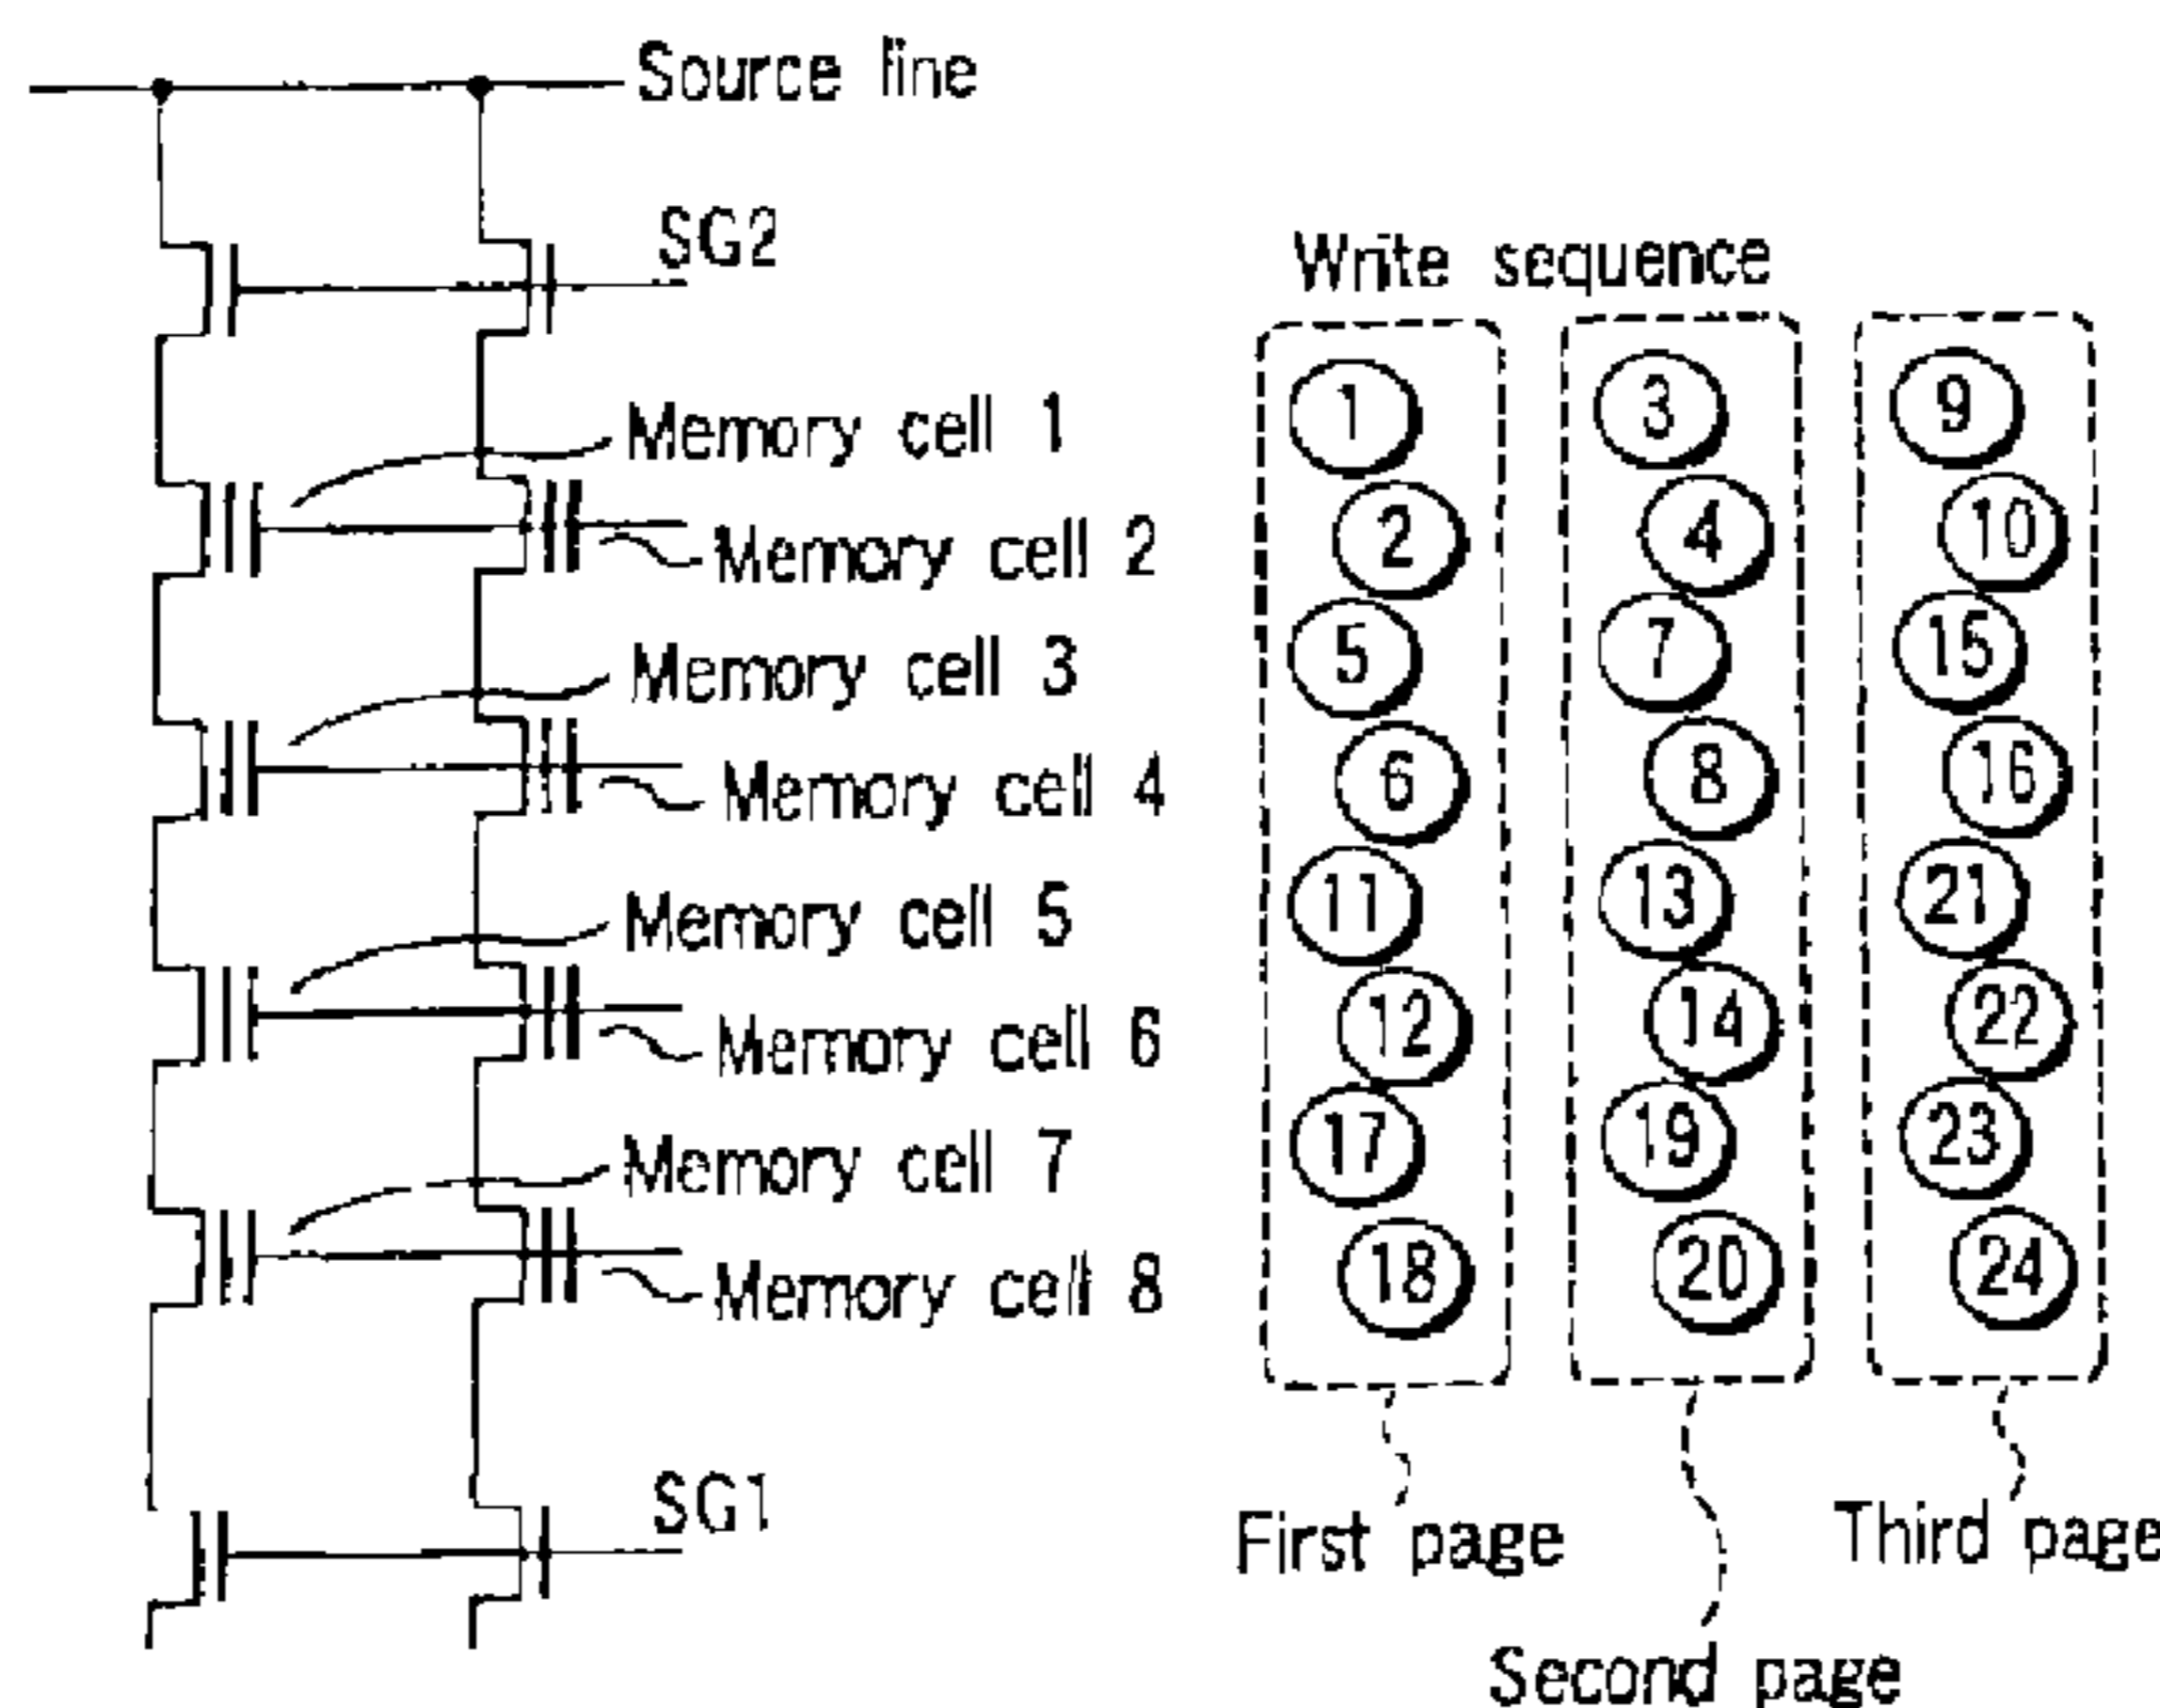 Source line
SG2
Memory cell 1
Memory cell 2
Memory cell 3
Memory cell 4
Memory cell 5
Memory cell 6
Memory cell 7
Memory cell 8
SG1
Write sequence
1 3 9
2 4 10
5 7 15
6 8 16
11 13 21
12 14 22
17 19 23
18 20 24
First page
Second page
Third page